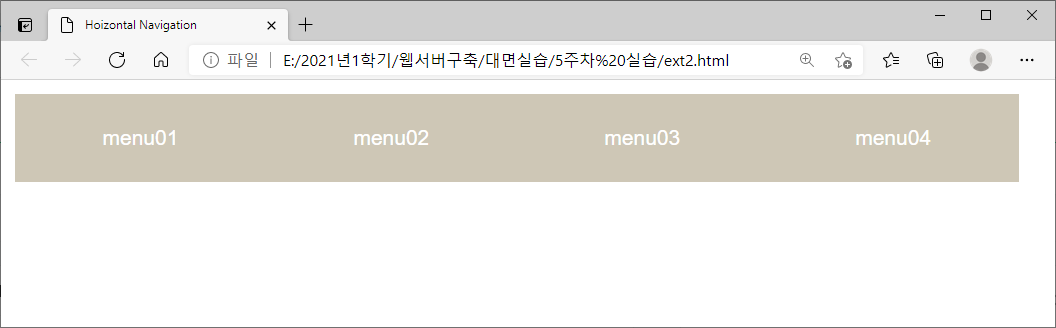 Hoizontal Navigation
파일 E:/2021년1학기/웹서버구축/대면실습/5주차%20실습/ext2.html
menu01 menu02 menu03 menu04